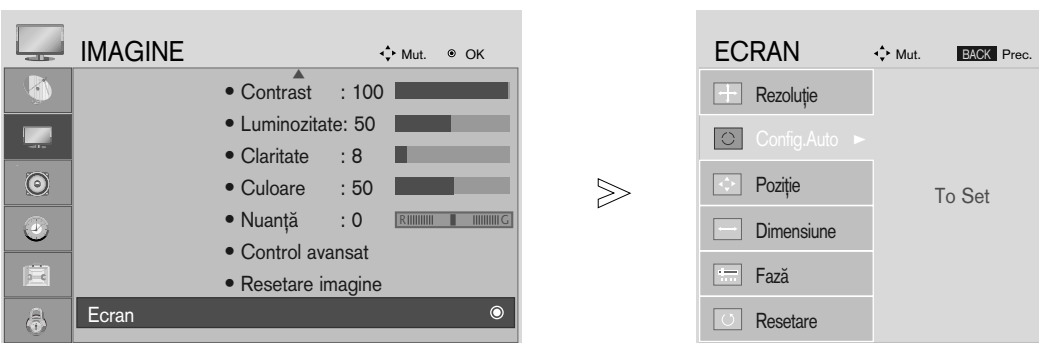 IMAGINE Mut. OK
• Contrast : 100
• Luminozitate: 50
• Claritate : 8
• Culoare : 50
• Nuanță : 0 R G
• Control avansat
• Resetare imagine
Ecran
ECRAN Mut. BACK Prec.
Rezoluție
Config.Auto ►
Poziție
Dimensiune
Fază
Resetare
To Set